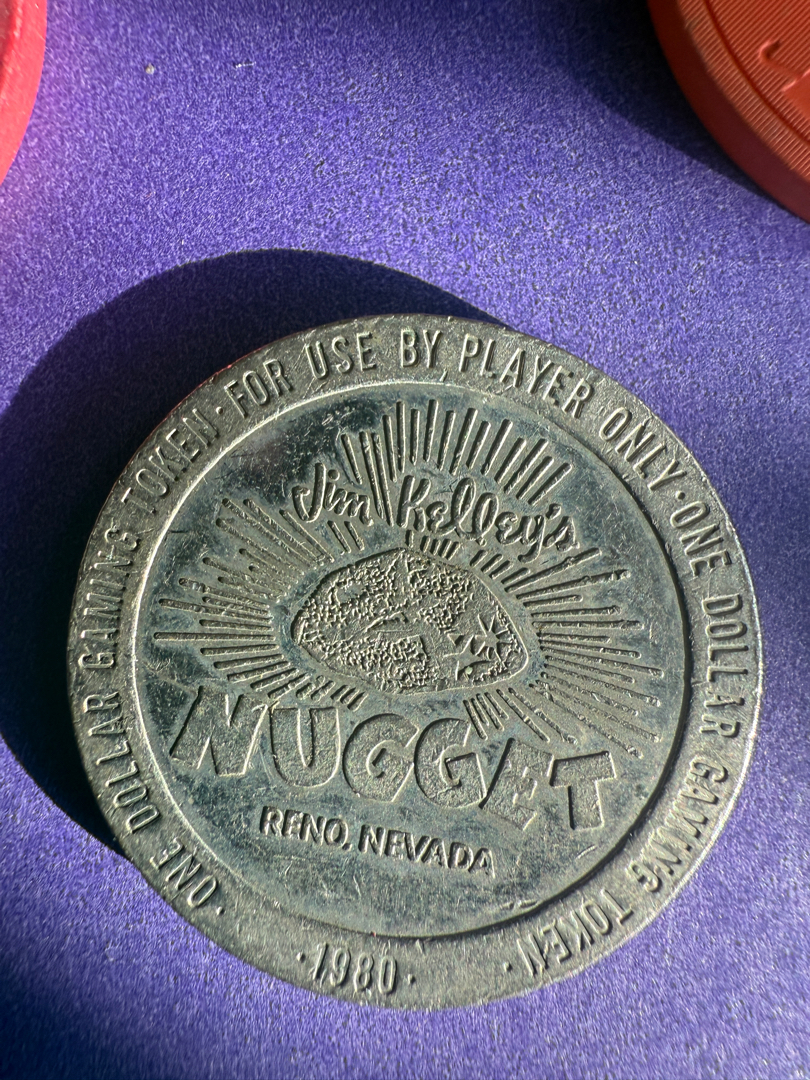 · ONE DOLLAR GAMING TOKEN · FOR USE BY PLAYER ONLY · ONE DOLLAR GAMING TOKEN ·
Jim Kelley's
NUGGET
RENO, NEVADA
· 1980 ·